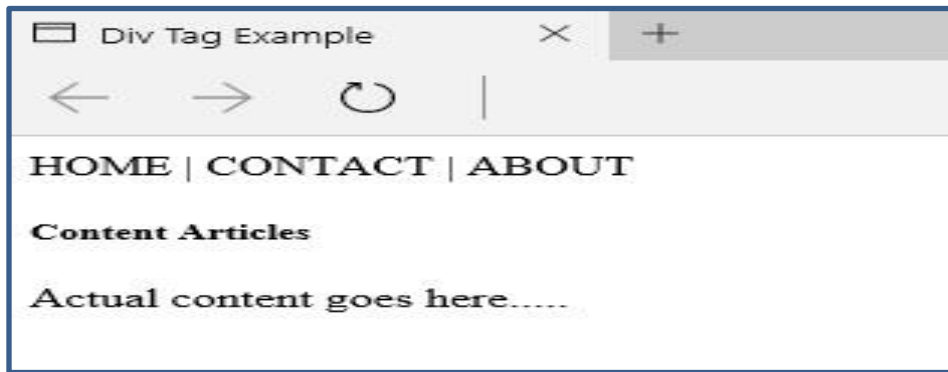 Div Tag Example
HOME | CONTACT | ABOUT
Content Articles
Actual content goes here.....